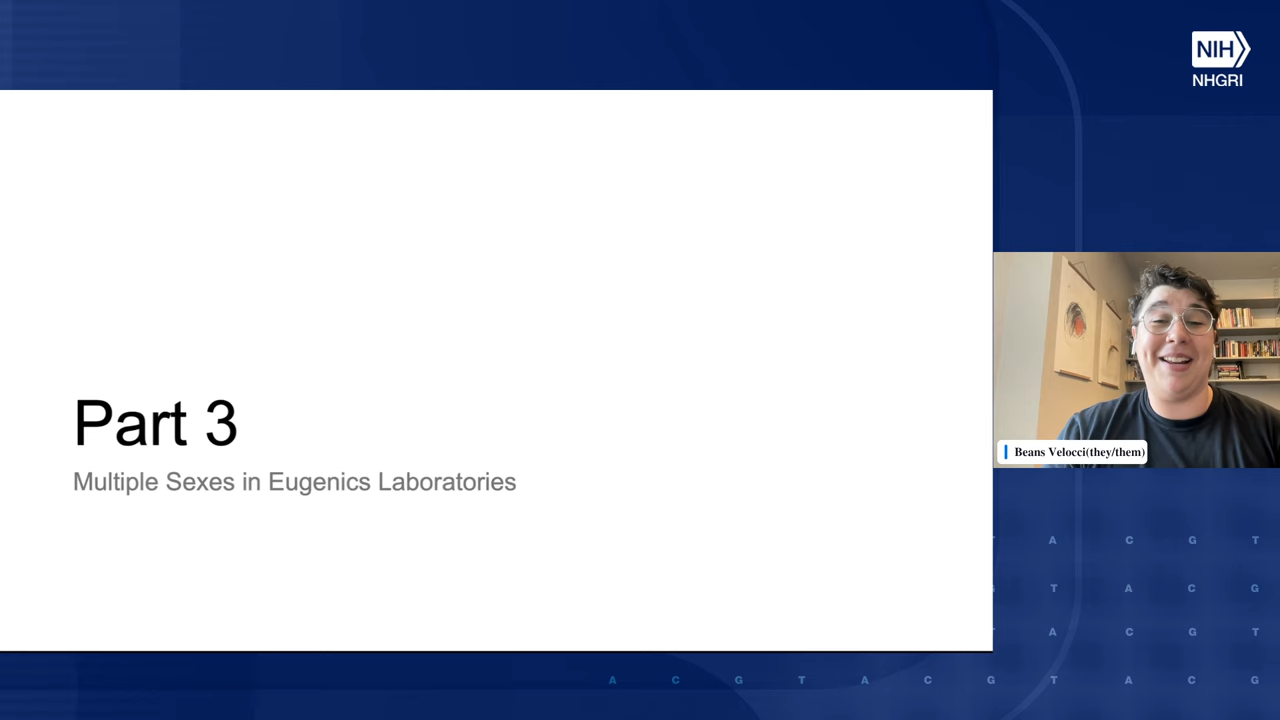 NIH
NHGRI
Part 3
Multiple Sexes in Eugenics Laboratories
Beans Velocci(they/them)
T A C G T
G T A C G
T A C G T
A C G T A C G T A C G